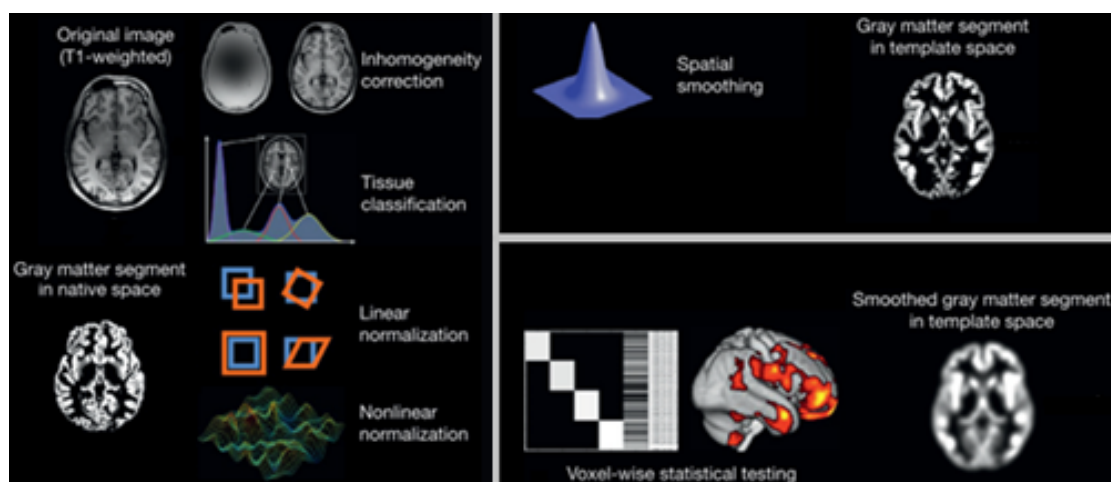 Original image
(T1-weighted)
Inhomogeneity
correction
Tissue
classification
Gray matter segment
in native space
Linear
normalization
Nonlinear
normalization
Spatial
smoothing
Gray matter segment
in template space
Smoothed gray matter segment
in template space
Voxel-wise statistical testing